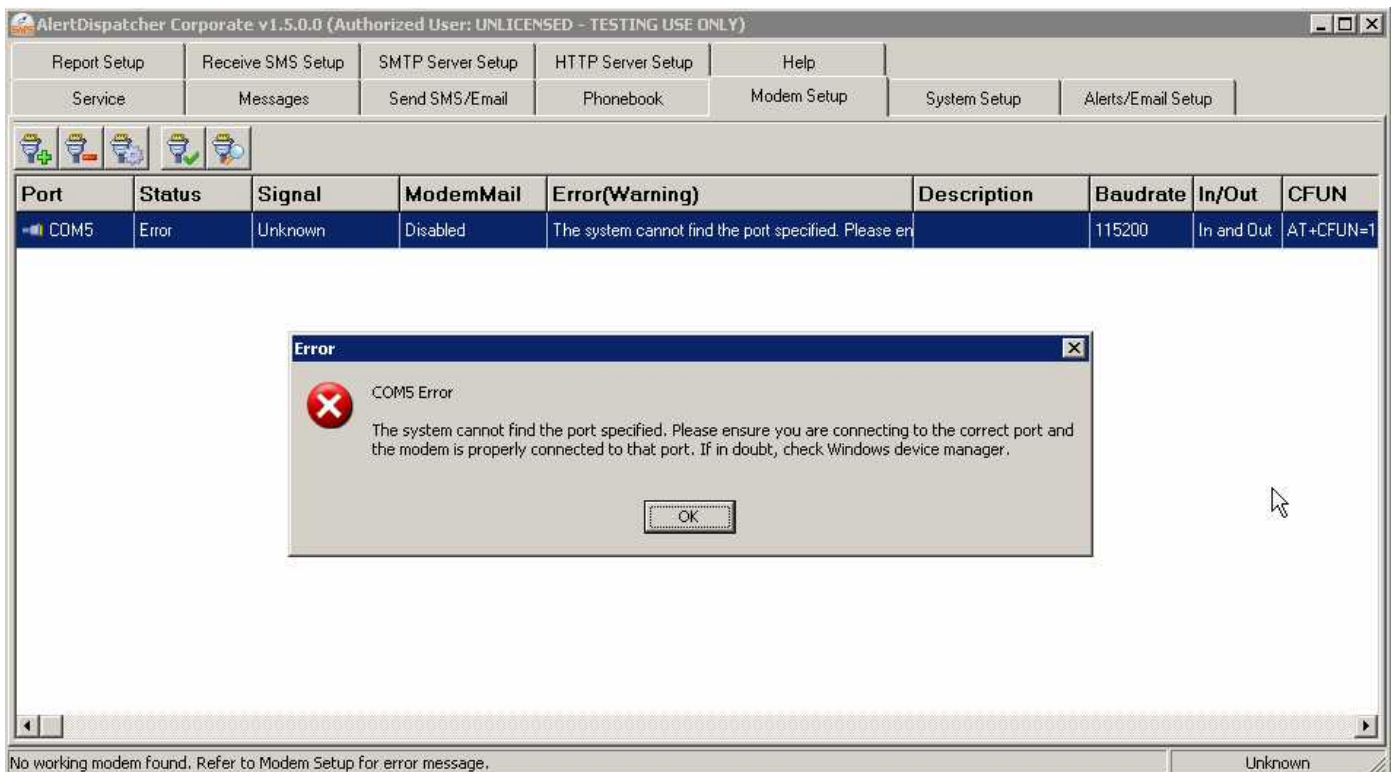 AlertDispatcher Corporate v1.5.0.0 (Authorized User: UNLICENSED - TESTING USE ONLY)
Report Setup Receive SMS Setup SMTP Server Setup HTTP Server Setup Help
Service Messages Send SMS/Email Phonebook Modem Setup System Setup Alerts/Email Setup
Port Status Signal ModemMail Error(Warning) Description Baudrate In/Out CFUN
COM5 Error Unknown Disabled The system cannot find the port specified. Please en 115200 In and Out AT+CFUN=1
Error
COM5 Error
The system cannot find the port specified. Please ensure you are connecting to the correct port and
the modem is properly connected to that port. If in doubt, check Windows device manager.
OK
No working modem found. Refer to Modem Setup for error message. Unknown